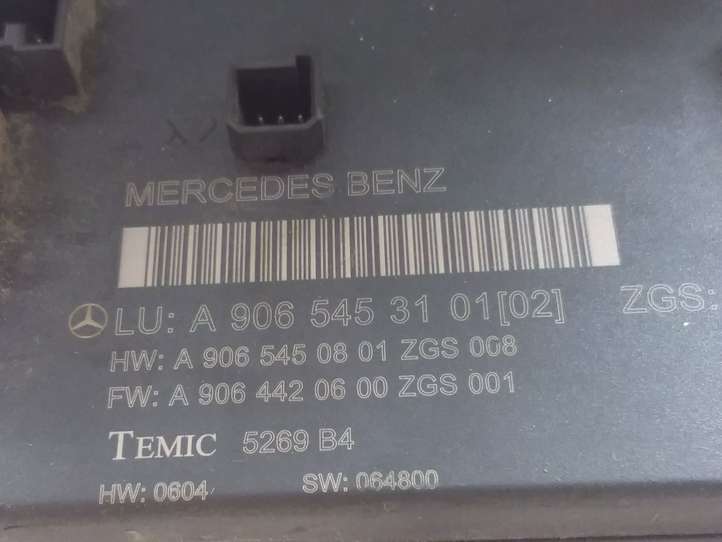 MERCEDES BENZ
LU: A 906 545 31 01[02] ZGS:
HW: A 906 545 08 01 ZGS 008
FW: A 906 442 06 00 ZGS 001
TEMIC 5269 B4
HW: 0604 SW: 064800